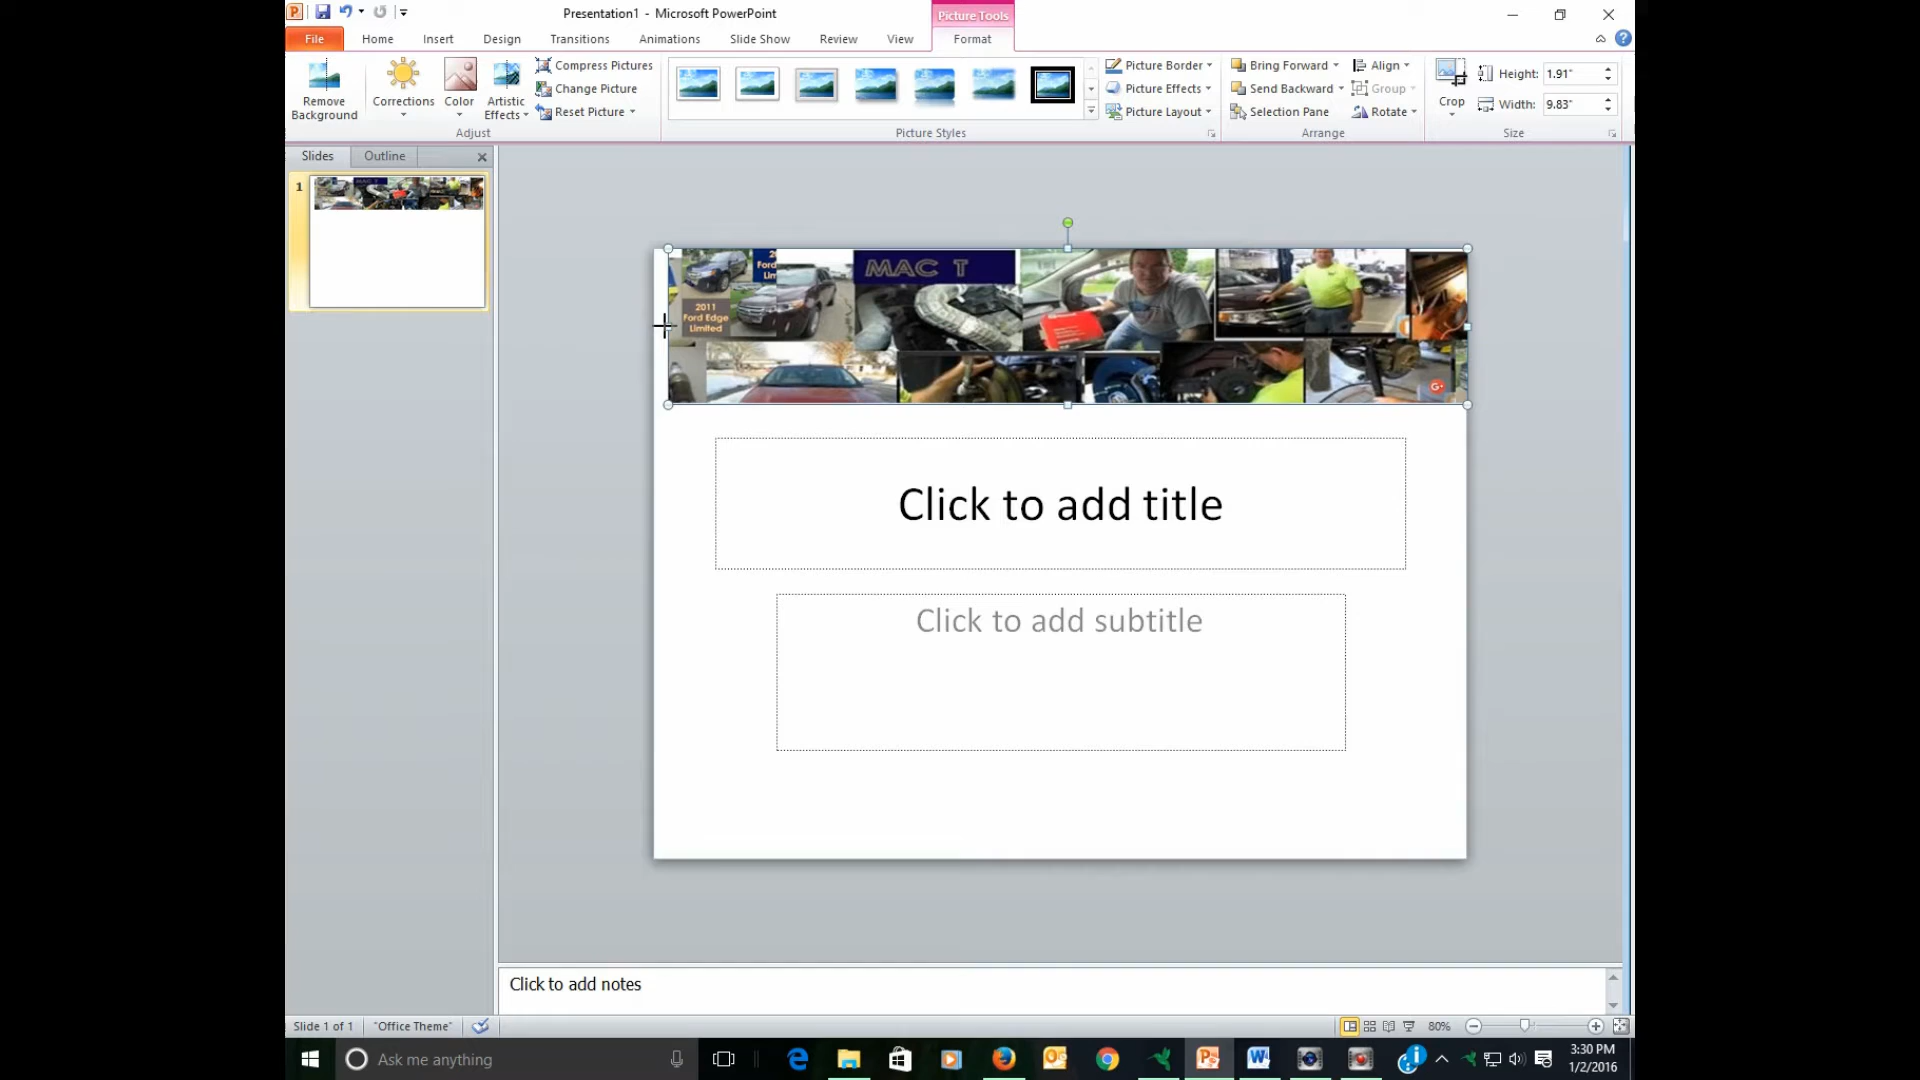 Presentation1 - Microsoft PowerPoint
Picture Tools
File Home Insert Design Transitions Animations Slide Show Review View Format
Remove Background
Corrections
Color
Artistic Effects
Compress Pictures
Change Picture
Reset Picture
Adjust
Picture Styles
Picture Border
Picture Effects
Picture Layout
Bring Forward
Send Backward
Selection Pane
Align
Group
Rotate
Arrange
Crop
Height: 1.91"
Width: 9.83"
Size
Slides Outline
1
MAC T
2011
Ford Edge
Limited
G+
Click to add title
Click to add subtitle
Click to add notes
Slide 1 of 1 "Office Theme" 80%
Ask me anything
3:30 PM
1/2/2016